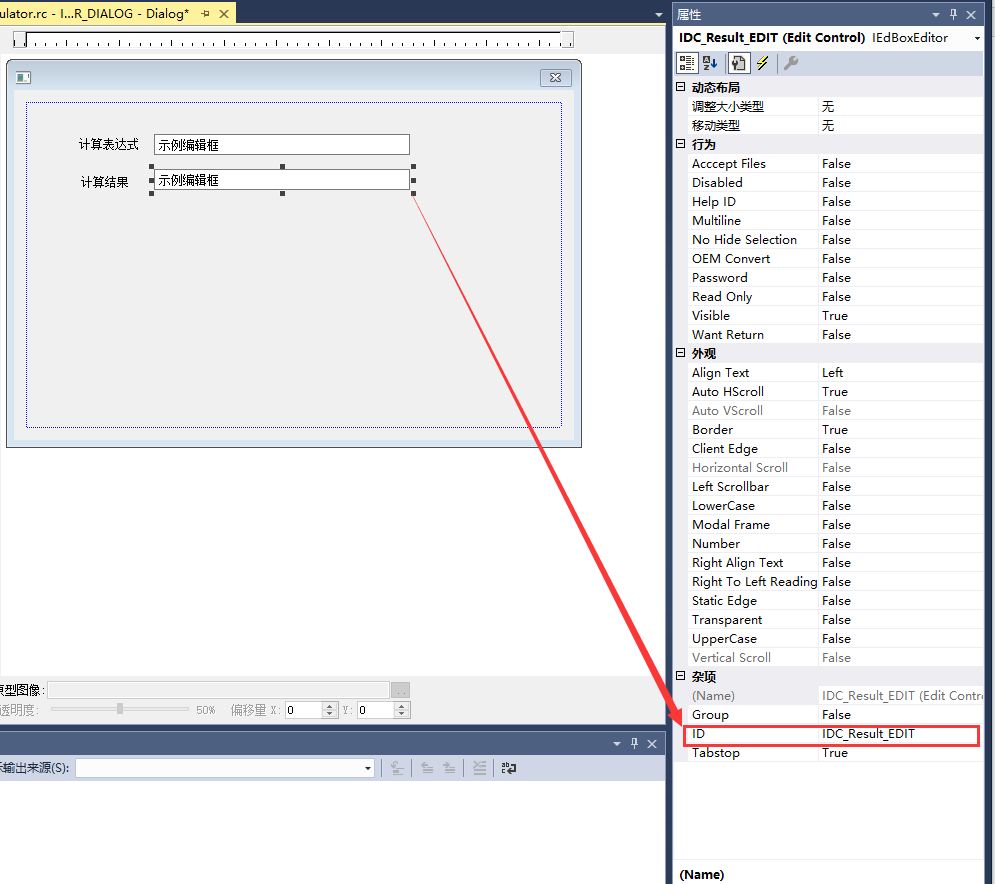 ulator.rc - I...R_DIALOG - Dialog*
计算表达式 示例编辑框
计算结果 示例编辑框
原型图像: ...
透明度: 50% 偏移量 X: 0 Y: 0
输出来源(S):
属性
IDC_Result_EDIT (Edit Control) IEdBoxEditor
动态布局
调整大小类型 无
移动类型 无
行为
Acccept Files False
Disabled False
Help ID False
Multiline False
No Hide Selection False
OEM Convert False
Password False
Read Only False
Visible True
Want Return False
外观
Align Text Left
Auto HScroll True
Auto VScroll False
Border True
Client Edge False
Horizontal Scroll False
Left Scrollbar False
LowerCase False
Modal Frame False
Number False
Right Align Text False
Right To Left Reading False
Static Edge False
Transparent False
UpperCase False
Vertical Scroll False
杂项
(Name) IDC_Result_EDIT (Edit Contr
Group False
ID IDC_Result_EDIT
Tabstop True
(Name)